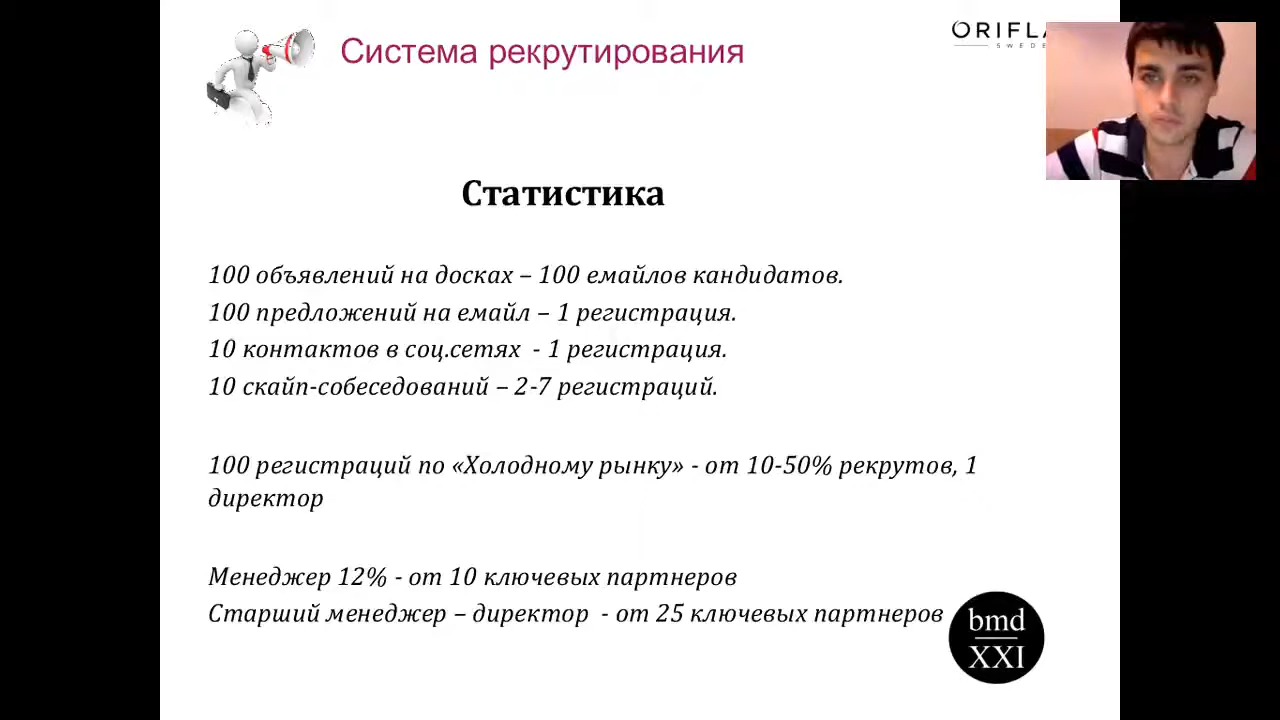 Система рекрутирования
ORIFLA
SWEDE
Статистика
100 объявлений на досках – 100 емайлов кандидатов.
100 предложений на емайл – 1 регистрация.
10 контактов в соц.сетях - 1 регистрация.
10 скайп-собеседований – 2-7 регистраций.
100 регистраций по «Холодному рынку» - от 10-50% рекрутов, 1
директор
Менеджер 12% - от 10 ключевых партнеров
Старший менеджер – директор - от 25 ключевых партнеров
bmd
XXI